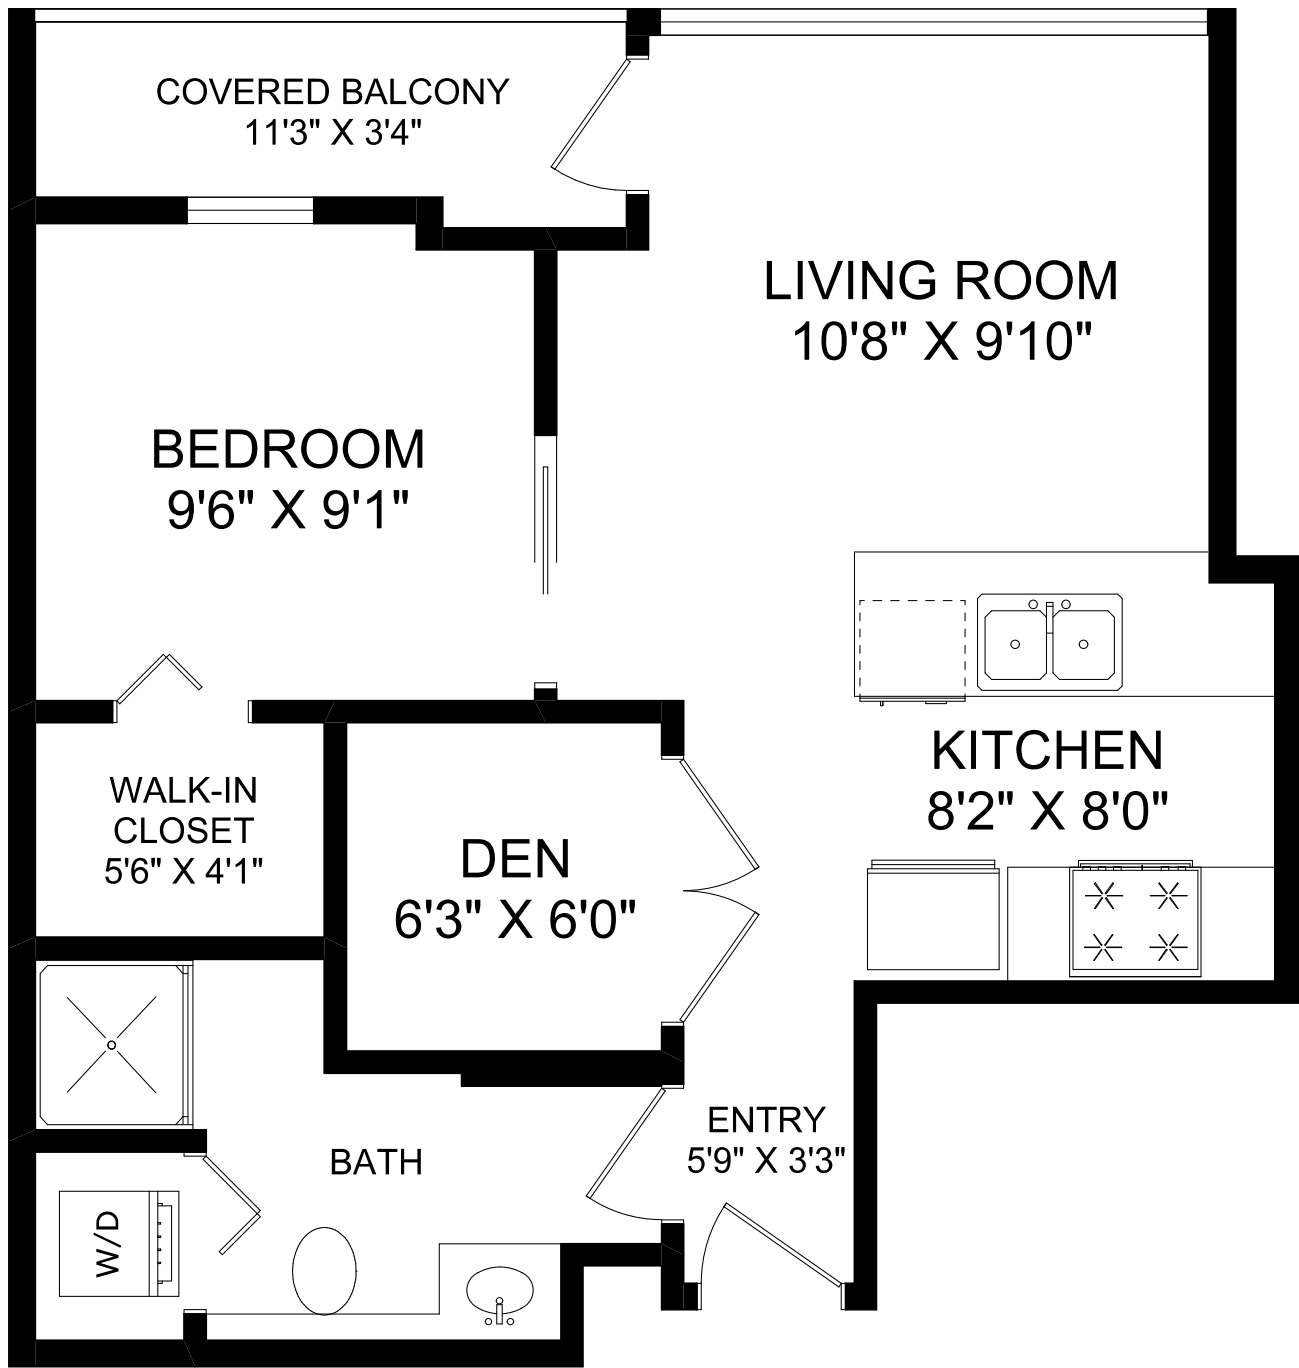 COVERED BALCONY
11'3" X 3'4"
LIVING ROOM
10'8" X 9'10"
BEDROOM
9'6" X 9'1"
KITCHEN
8'2" X 8'0"
WALK-IN
CLOSET
5'6" X 4'1"
DEN
6'3" X 6'0"
ENTRY
5'9" X 3'3"
BATH
W/D